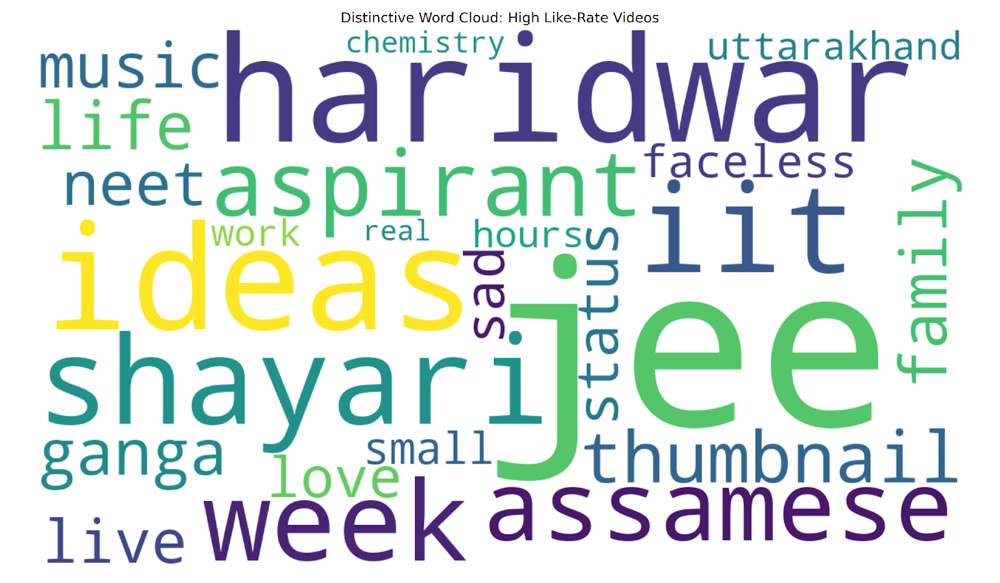 Distinctive Word Cloud: High Like-Rate Videos
chemistry
uttarakhand
music
haridwar
life
faceless
neet
aspirant
iit
family
work
real
hours
ideas
sad
status
jee
shayari
ganga
small
thumbnail
love
week
assamese
live